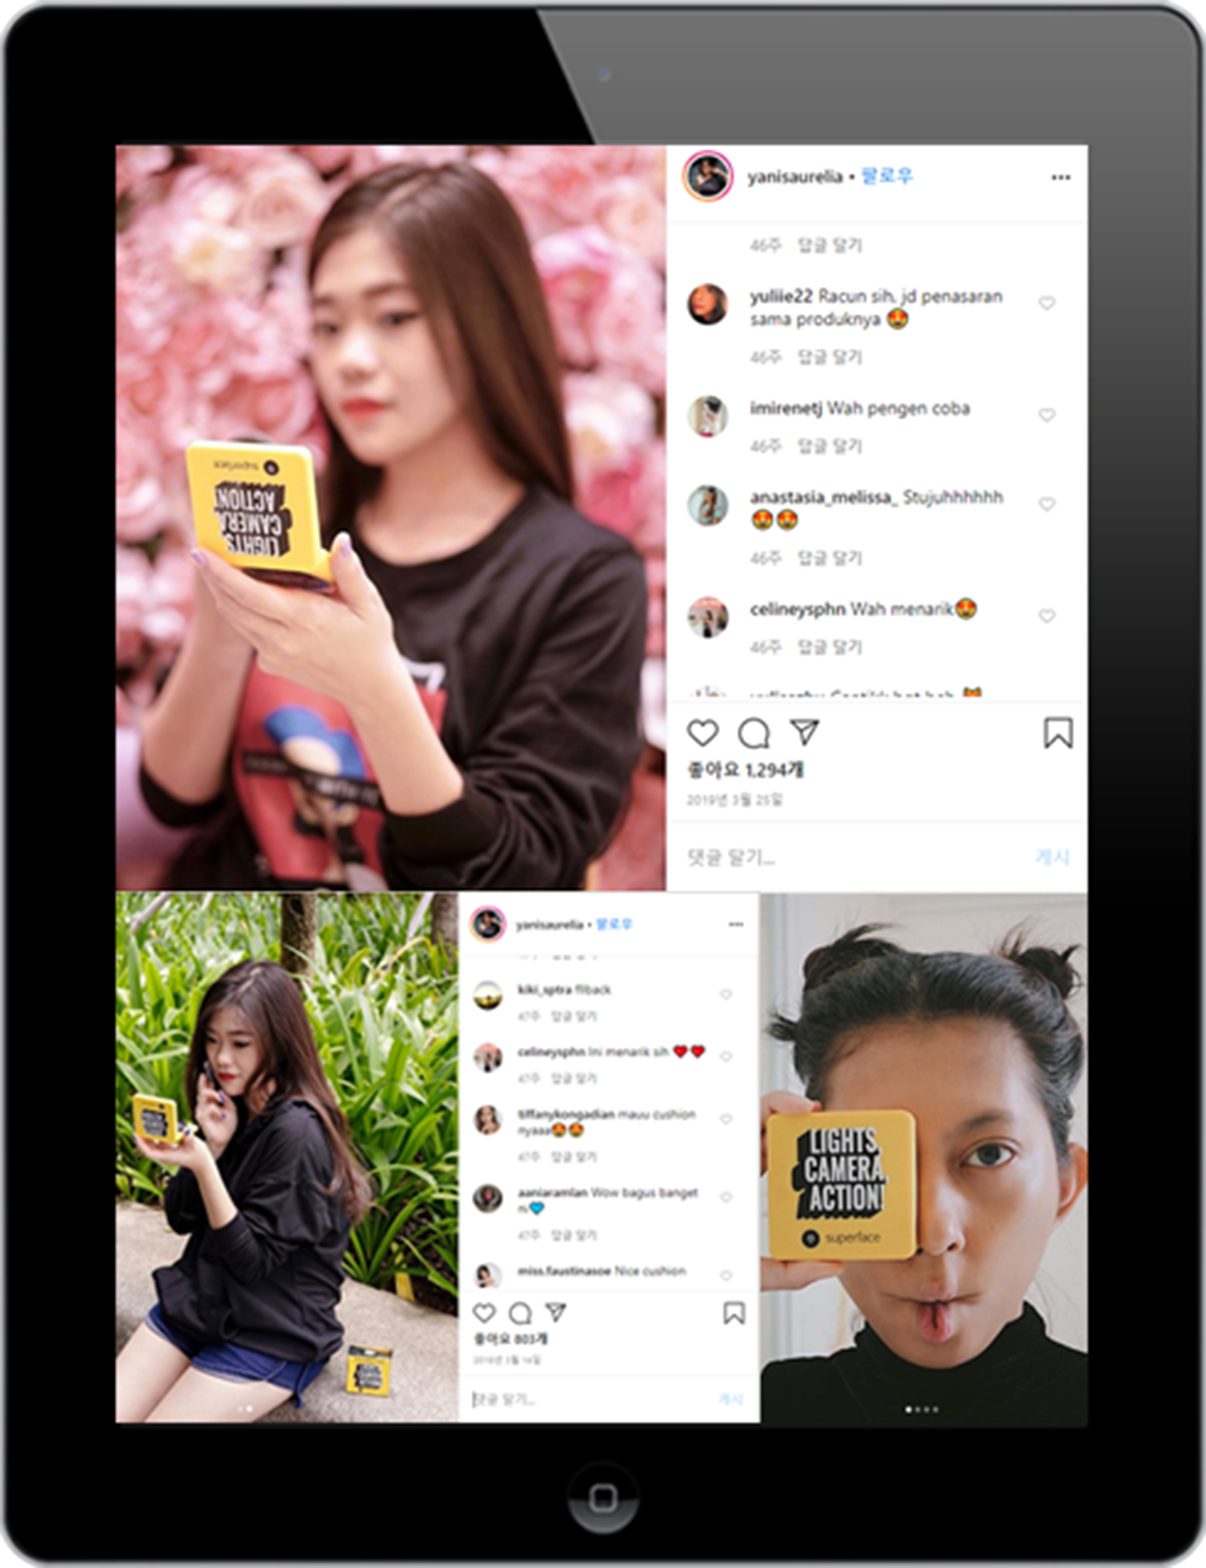 yanisaurelia • 팔로우
46주 답글 달기
yuliie22 Racun sih, jd penasaran
sama produknya 😍
46주 답글 달기
imirenetj Wah pengen coba
46주 답글 달기
anastasia_melissa_ Stujuhhhhhh
😍😍
46주 답글 달기
celineysphn Wah menarik😍
46주 답글 달기
좋아요 1,294개
2019년 3월 25일
댓글 달기...
게시
superface
LIGHTS
CAMERA
ACTION!
yanisaurelia • 팔로우
kiki_sptra fllback
47주 답글 달기
celineysphn Ini menarik sih ❤️❤️
47주 답글 달기
tiffanykongadian mauu cushion
nyaaa😍😍
47주 답글 달기
aaniaramlan Wow bagus banget
47주 답글 달기
miss.faustinasoe Nice cushion
좋아요 803개
2019년 3월 14일
댓글 달기...
게시
LIGHTS,
CAMERA,
ACTION!
superface